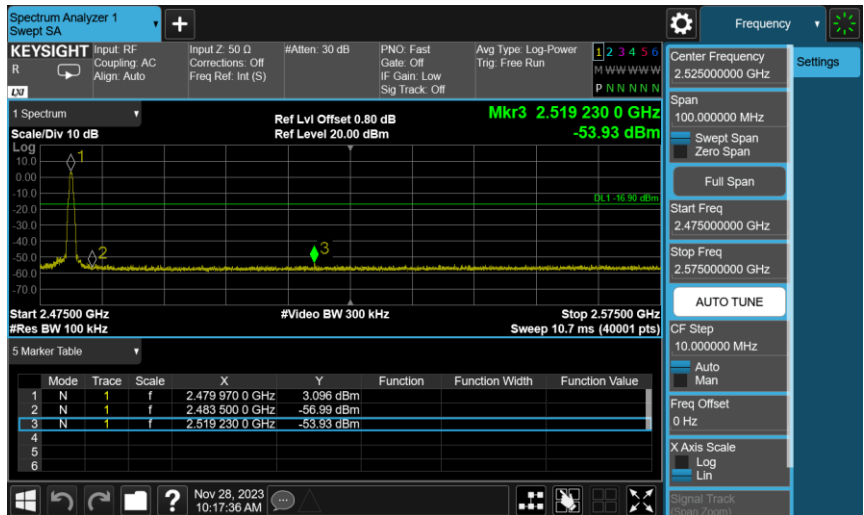 Spectrum Analyzer 1
Swept SA
+
Frequency
KEYSIGHT
R
LXI
Input: RF
Coupling: AC
Align: Auto
Input Z: 50 Ω
Corrections: Off
Freq Ref: Int (S)
#Atten: 30 dB
PNO: Fast
Gate: Off
IF Gain: Low
Sig Track: Off
Avg Type: Log-Power
Trig: Free Run
1 2 3 4 5 6
M W W W W W
P N N N N N
1 Spectrum
Scale/Div 10 dB
Ref Lvl Offset 0.80 dB
Ref Level 20.00 dBm
Mkr3 2.519 230 0 GHz
-53.93 dBm
Log
10.0
0.00
-10.0
-20.0
-30.0
-40.0
-50.0
-60.0
-70.0
1
2
3
DL1 -16.90 dBm
Start 2.47500 GHz
#Res BW 100 kHz
#Video BW 300 kHz
Stop 2.57500 GHz
Sweep 10.7 ms (40001 pts)
5 Marker Table
Mode Trace Scale X Y Function Function Width Function Value
1 N 1 f 2.479 970 0 GHz 3.096 dBm
2 N 1 f 2.483 500 0 GHz -56.99 dBm
3 N 1 f 2.519 230 0 GHz -53.93 dBm
4
5
6
?
Nov 28, 2023
10:17:36 AM
Center Frequency
2.525000000 GHz
Span
100.000000 MHz
Swept Span
Zero Span
Full Span
Start Freq
2.475000000 GHz
Stop Freq
2.575000000 GHz
AUTO TUNE
CF Step
10.000000 MHz
Auto
Man
Freq Offset
0 Hz
X Axis Scale
Log
Lin
Signal Track
(Span Zoom)
Settings